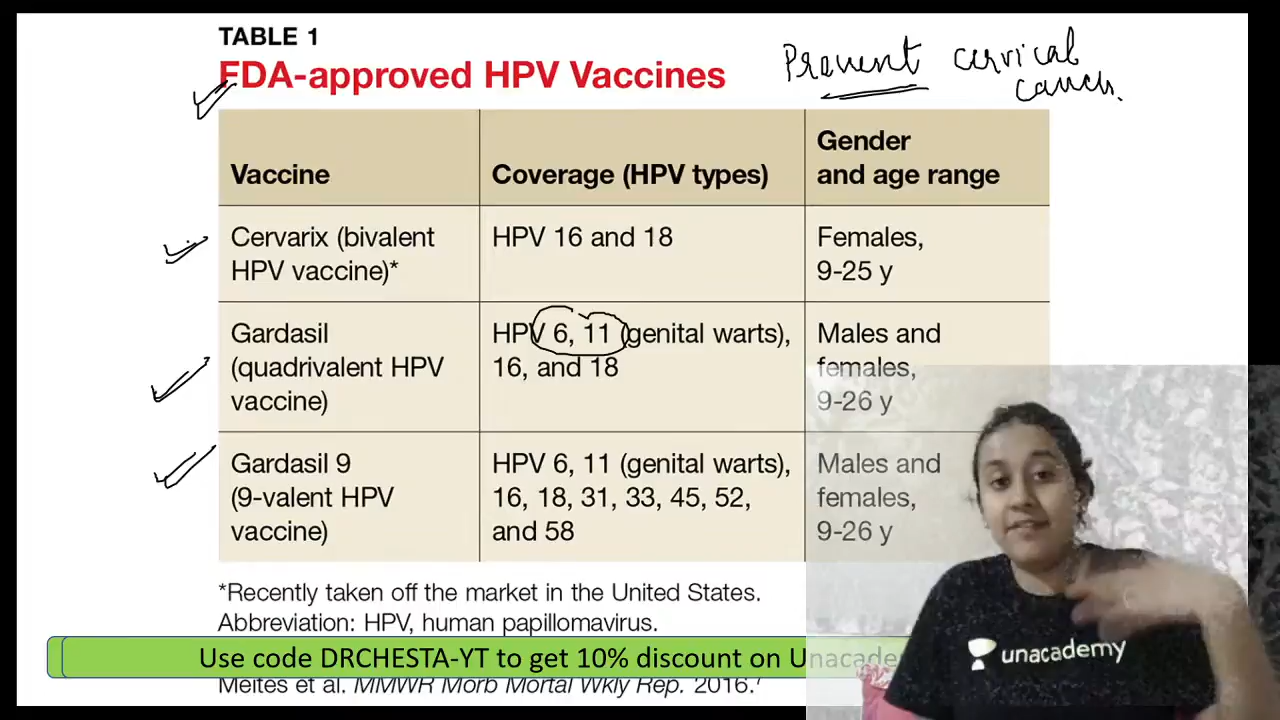 TABLE 1
FDA-approved HPV Vaccines
Prevent cervical
Vaccine
Coverage (HPV types)
Gender
and age range
Cervarix (bivalent
HPV vaccine)*
HPV 16 and 18
Females,
9-25 y
Gardasil
(quadrivalent HPV
vaccine)
HPV 6, 11 (genital warts),
16, and 18
Males and
females,
9-26 y
Gardasil 9
(9-valent HPV
vaccine)
HPV 6, 11 (genital warts),
16, 18, 31, 33, 45, 52,
and 58
Males and
females,
9-26 y
*Recently taken off the market in the United States.
Abbreviation: HPV, human papillomavirus.
Use code DRCHESTA-YT to get 10% discount on Unacade
Meites et al. MMWR Morb Mortal Wkly Rep. 2016.
unacademy